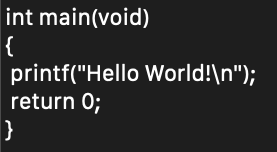 int main(void)
{
 printf("Hello World!\n");
 return 0;
}